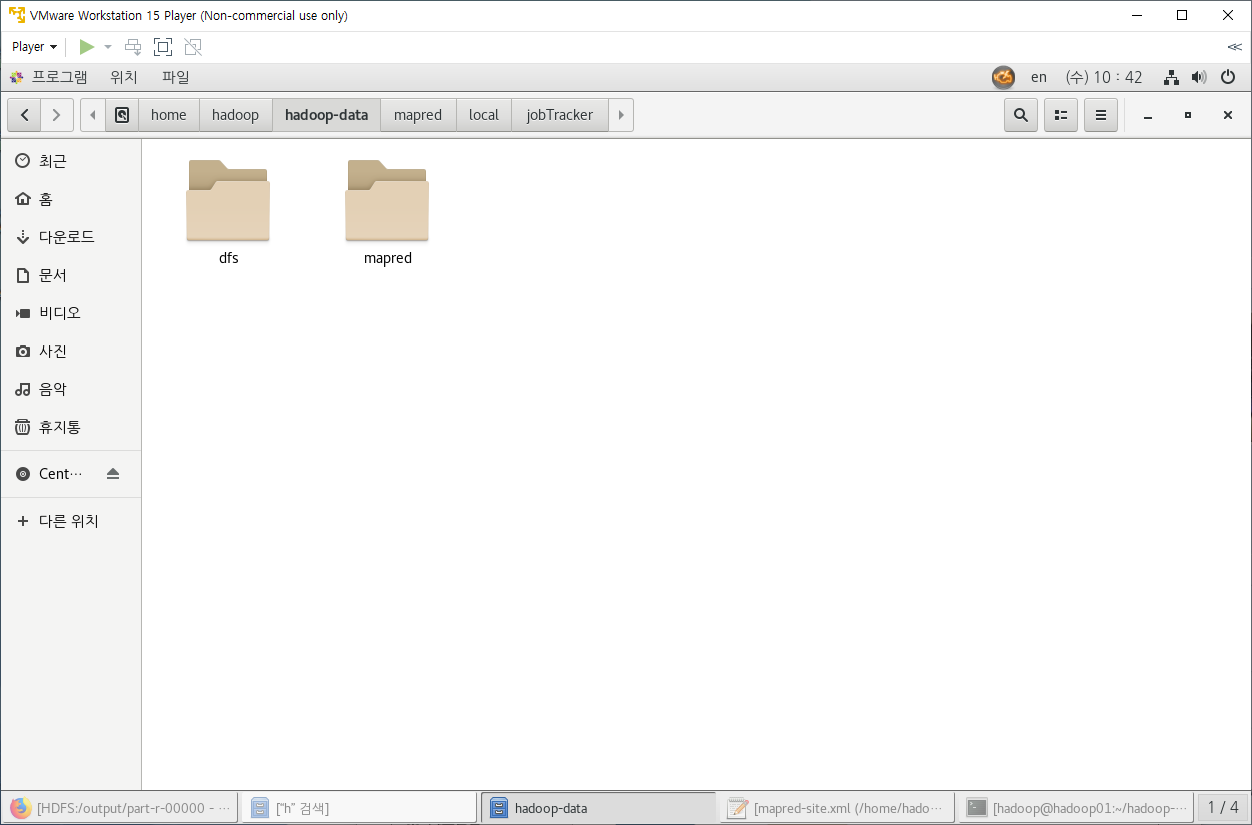 VMware Workstation 15 Player (Non-commercial use only)
Player
프로그램 위치 파일 en (수) 10 : 42
home hadoop hadoop-data mapred local jobTracker
최근
홈
다운로드
문서
비디오
사진
음악
휴지통
Cent…
다른 위치
dfs mapred
[HDFS:/output/part-r-00000 – … ["h" 검색] hadoop-data [mapred-site.xml (/home/hado… [hadoop@hadoop01:~/hadoop-… 1 / 4